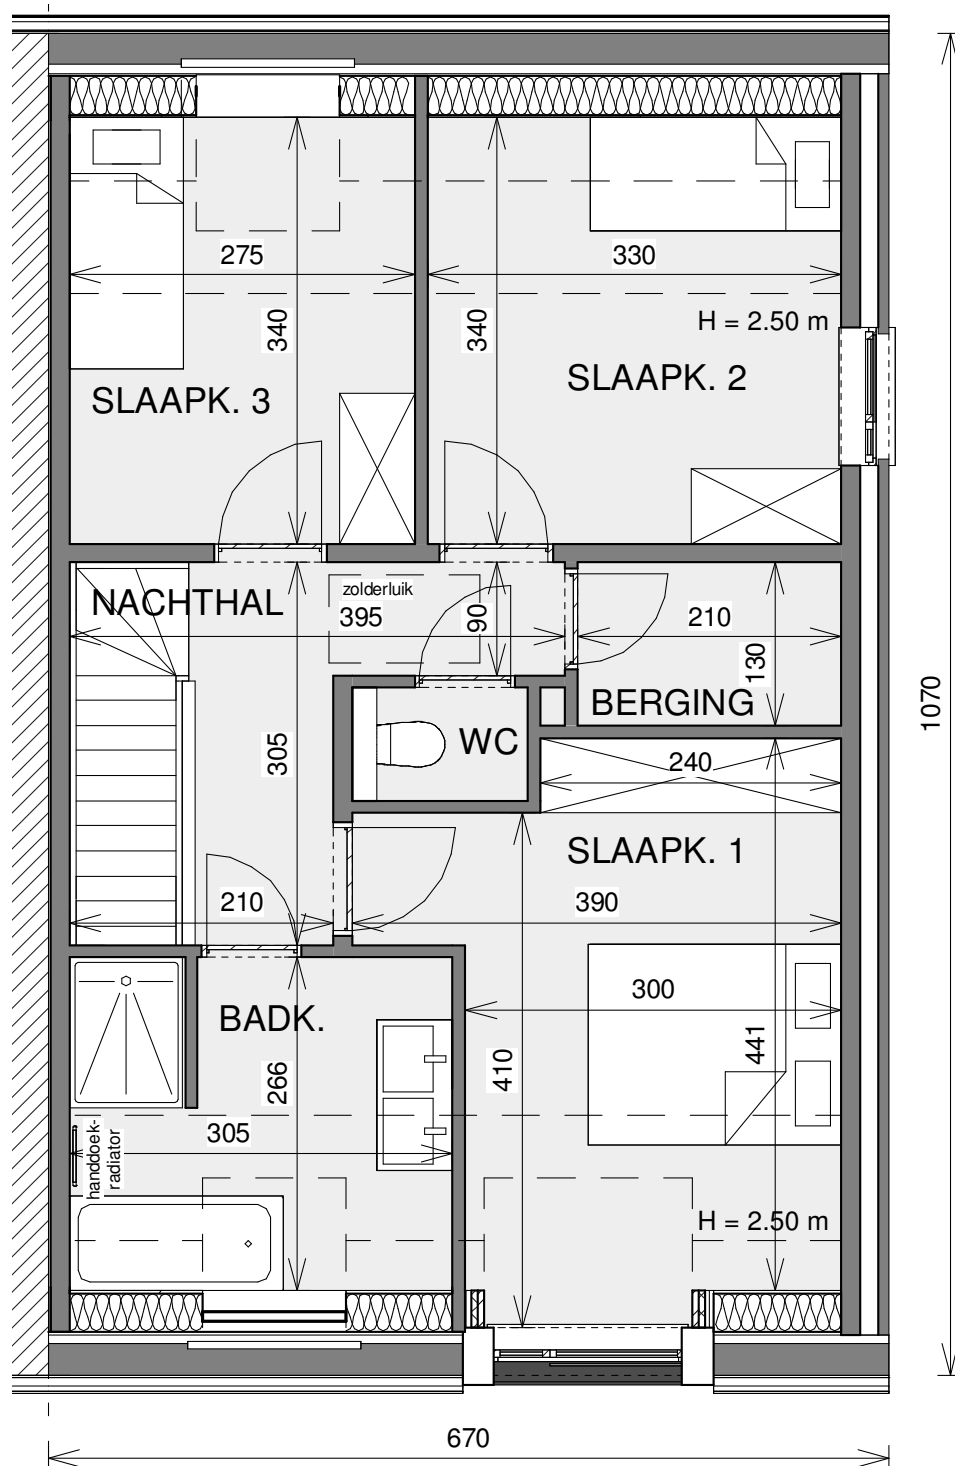 275
330
340
340
H = 2.50 m
SLAAPK. 2
SLAAPK. 3
zolderluik
NACHTHAL
395
90
210
130
BERGING
1070
WC
305
240
SLAAPK. 1
210
390
300
BADK.
266
410
441
305
handdoek-
radiator
H = 2.50 m
670